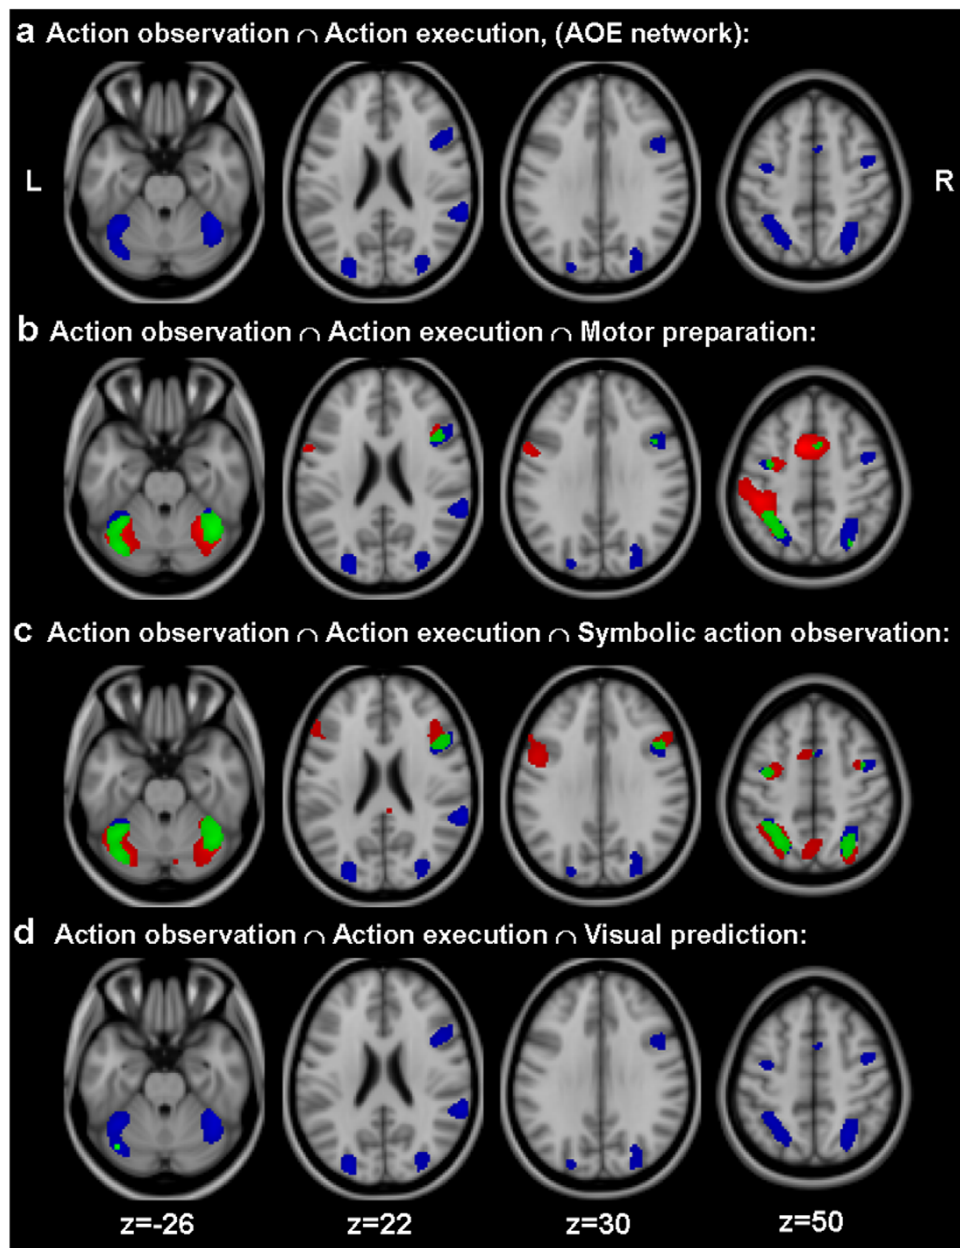 a Action observation ∩ Action execution, (AOE network):
L
R
b Action observation ∩ Action execution ∩ Motor preparation:
c Action observation ∩ Action execution ∩ Symbolic action observation:
d Action observation ∩ Action execution ∩ Visual prediction:
z=-26 z=22 z=30 z=50